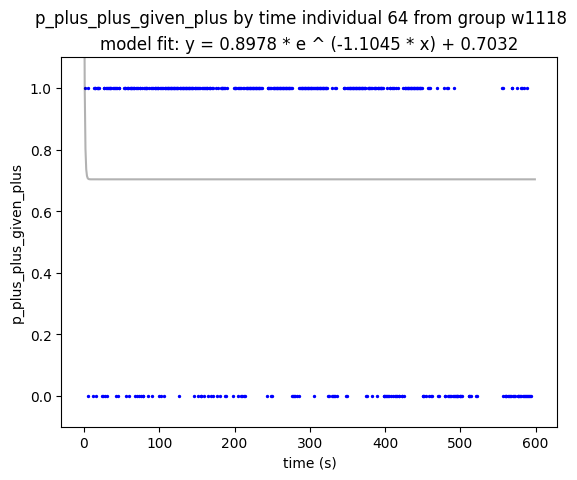 p_plus_plus_given_plus by time individual 64 from group w1118
model fit: y = 0.8978 * e ^ (-1.1045 * x) + 0.7032
p_plus_plus_given_plus
1.0
0.8
0.6
0.4
0.2
0.0
0 100 200 300 400 500 600
time (s)